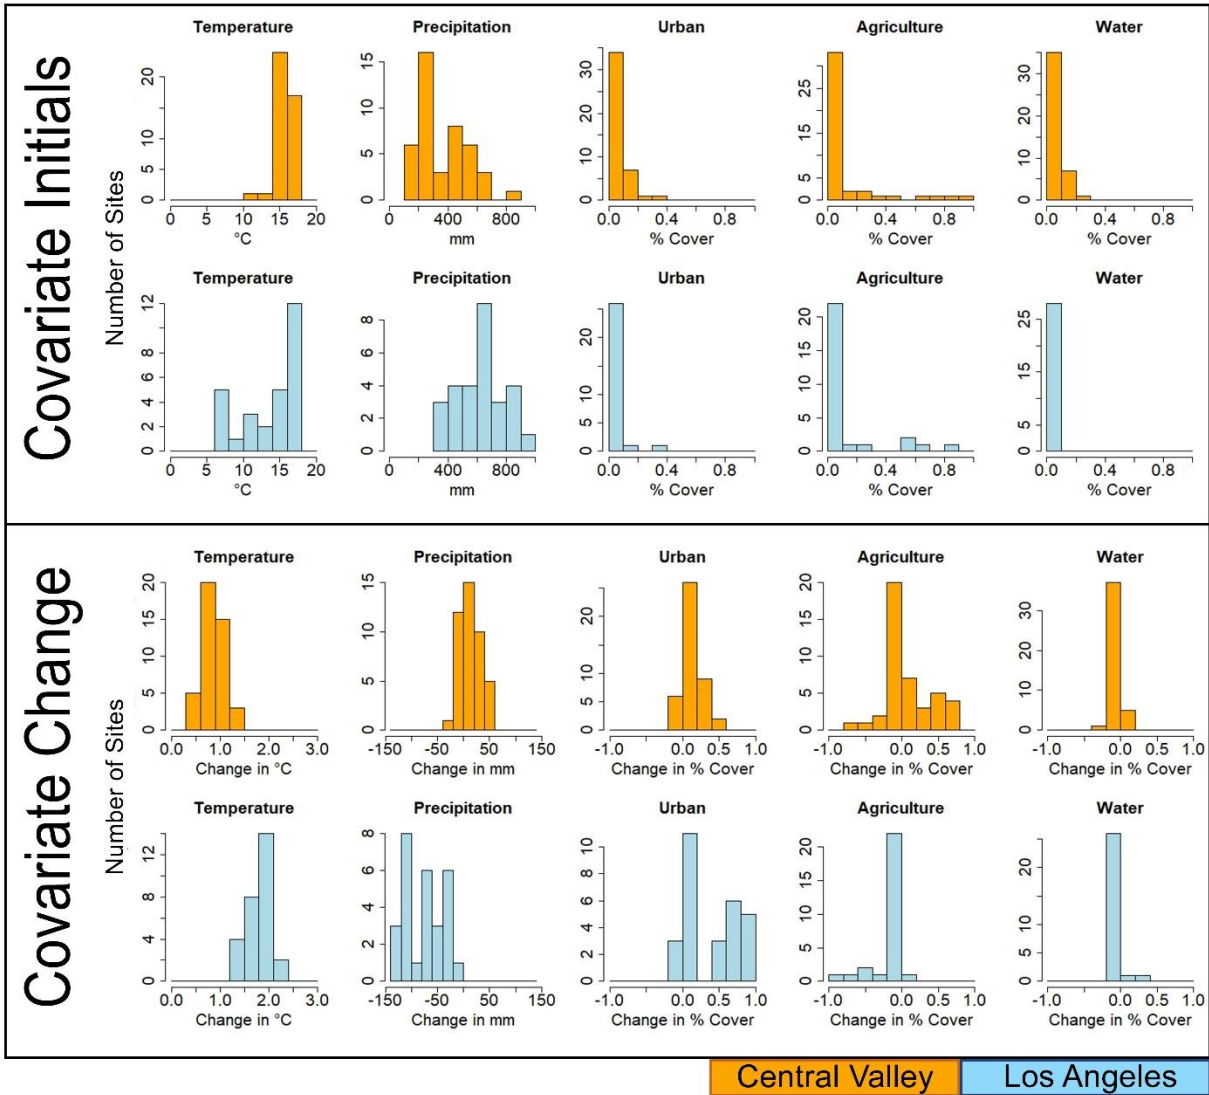 Covariate Initials
Number of Sites
Temperature Precipitation Urban Agriculture Water
0 5 10 20
0 5 10 15
0 5 10 20 30
0 5 15 25
0 5 15 25 35
0 5 15 20
0 400 800
0.0 0.4 0.8
0.0 0.4 0.8
0.0 0.4 0.8
°C mm % Cover % Cover % Cover
Temperature Precipitation Urban Agriculture Water
0 2 4 6 8 12
0 2 4 6 8
0 5 10 20
0 5 10 15 20
0 5 15 25
0 5 15 20
0 400 800
0.0 0.4 0.8
0.0 0.4 0.8
0.0 0.4 0.8
°C mm % Cover % Cover % Cover
Covariate Change
Number of Sites
Temperature Precipitation Urban Agriculture Water
0 5 10 15 20
0 5 10 15
0 5 10 20
0 5 10 15 20
0 5 10 20 30
0.0 1.0 2.0 3.0
-150 -50 50 150
-1.0 0.0 0.5 1.0
-1.0 0.0 0.5 1.0
-1.0 0.0 0.5 1.0
Change in °C Change in mm Change in % Cover Change in % Cover Change in % Cover
Temperature Precipitation Urban Agriculture Water
0 4 8 12
0 2 4 6 8
0 2 4 6 8 10
0 5 10 15 20
0 5 10 20
0.0 1.0 2.0 3.0
-150 -50 50 150
-1.0 0.0 0.5 1.0
-1.0 0.0 0.5 1.0
-1.0 0.0 0.5 1.0
Change in °C Change in mm Change in % Cover Change in % Cover Change in % Cover
Central Valley Los Angeles